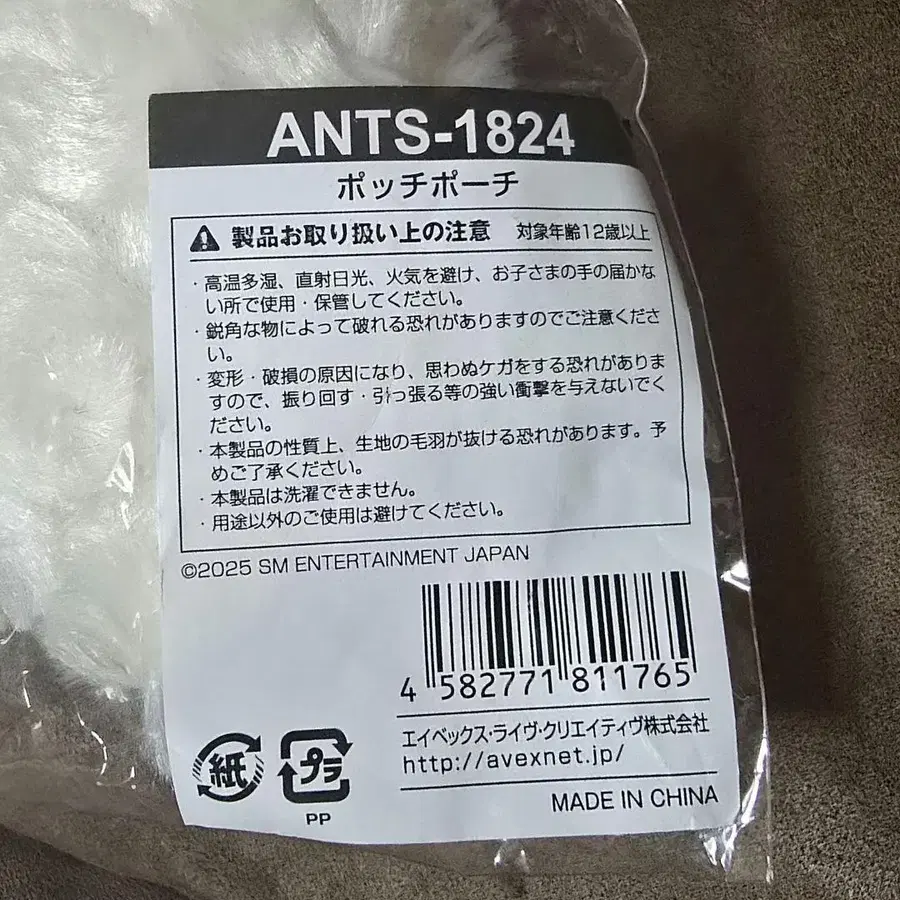 ANTS-1824
ポッチポーチ
製品お取り扱い上の注意 対象年齢12歳以上
・高温多湿、直射日光、火気を避け、お子さまの手の届かな
い所で使用・保管してください。
・鋭角な物によって破れる恐れがありますのでご注意くださ
い。
・変形・破損の原因になり、思わぬケガをする恐れがありま
すので、振り回す・引っ張る等の強い衝撃を与えないでく
ださい。
・本製品の性質上、生地の毛羽が抜ける恐れがあります。予
めご了承ください。
・本製品は洗濯できません。
・用途以外のご使用は避けてください。
©2025 SM ENTERTAINMENT JAPAN
4 582771 811765
エイベックス・ライヴ・クリエイティヴ株式会社
http://avexnet.jp/
紙 プラ
PP
MADE IN CHINA